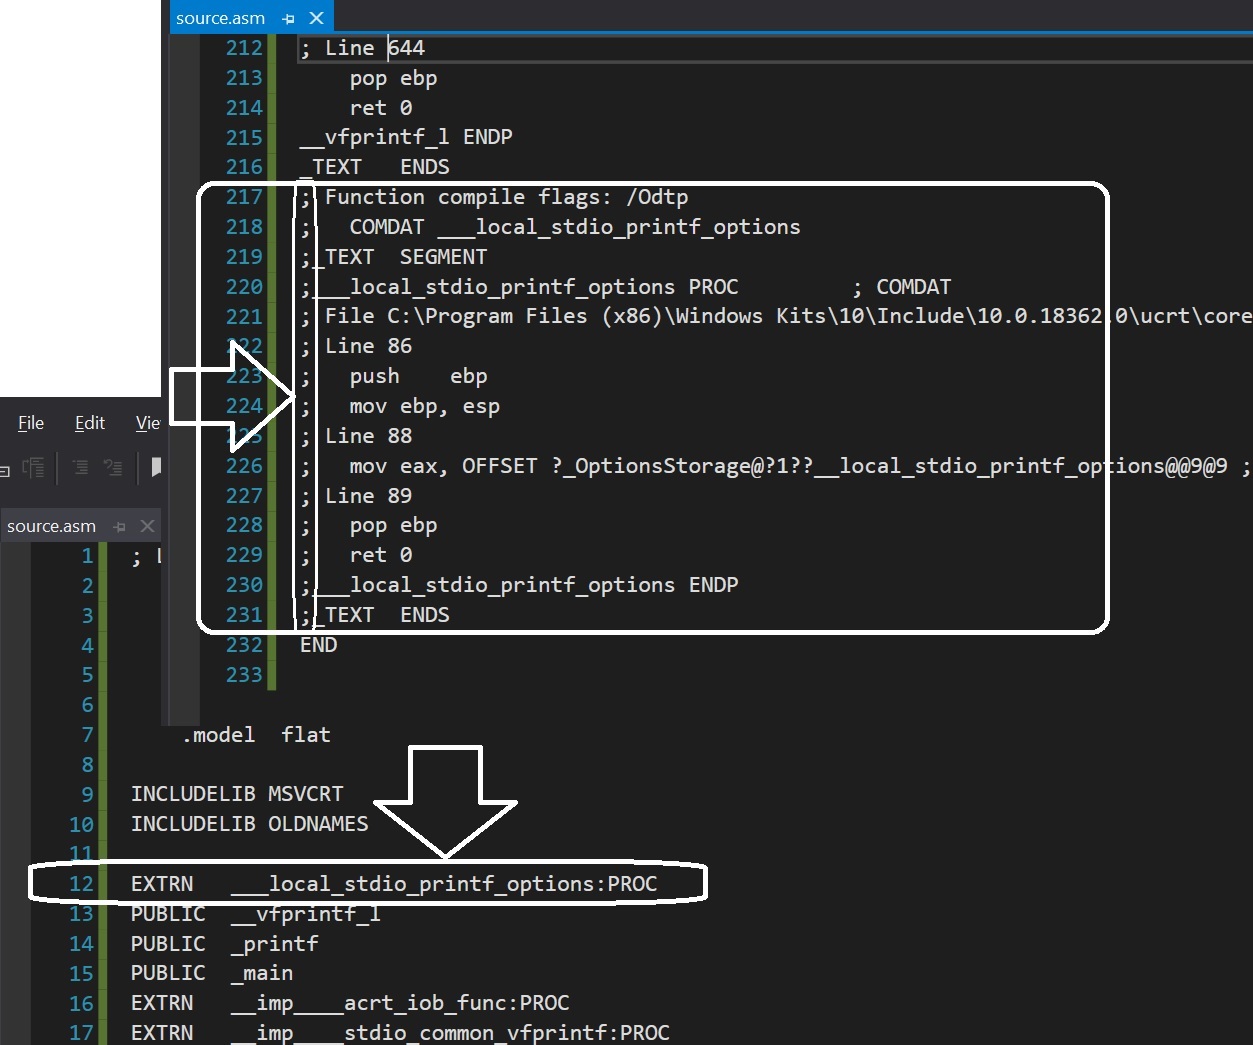 source.asm
212 ; Line 644
213 pop ebp
214 ret 0
215 __vfprintf_l ENDP
216 _TEXT ENDS
217 ; Function compile flags: /Odtp
218 ; COMDAT ___local_stdio_printf_options
219 ;_TEXT SEGMENT
220 ;___local_stdio_printf_options PROC ; COMDAT
221 ; File C:\Program Files (x86)\Windows Kits\10\Include\10.0.18362.0\ucrt\core
222 ; Line 86
223 ; push ebp
224 ; mov ebp, esp
225 ; Line 88
226 ; mov eax, OFFSET ?_OptionsStorage@?1??__local_stdio_printf_options@@9@9 ;
227 ; Line 89
228 ; pop ebp
229 ; ret 0
230 ;___local_stdio_printf_options ENDP
231 ;_TEXT ENDS
232 END
233
File Edit Vie
source.asm
1 ; L
2
3
4
5
6
7 .model flat
8
9 INCLUDELIB MSVCRT
10 INCLUDELIB OLDNAMES
11
12 EXTRN ___local_stdio_printf_options:PROC
13 PUBLIC __vfprintf_l
14 PUBLIC _printf
15 PUBLIC _main
16 EXTRN __imp____acrt_iob_func:PROC
17 EXTRN __imp____stdio_common_vfprintf:PROC